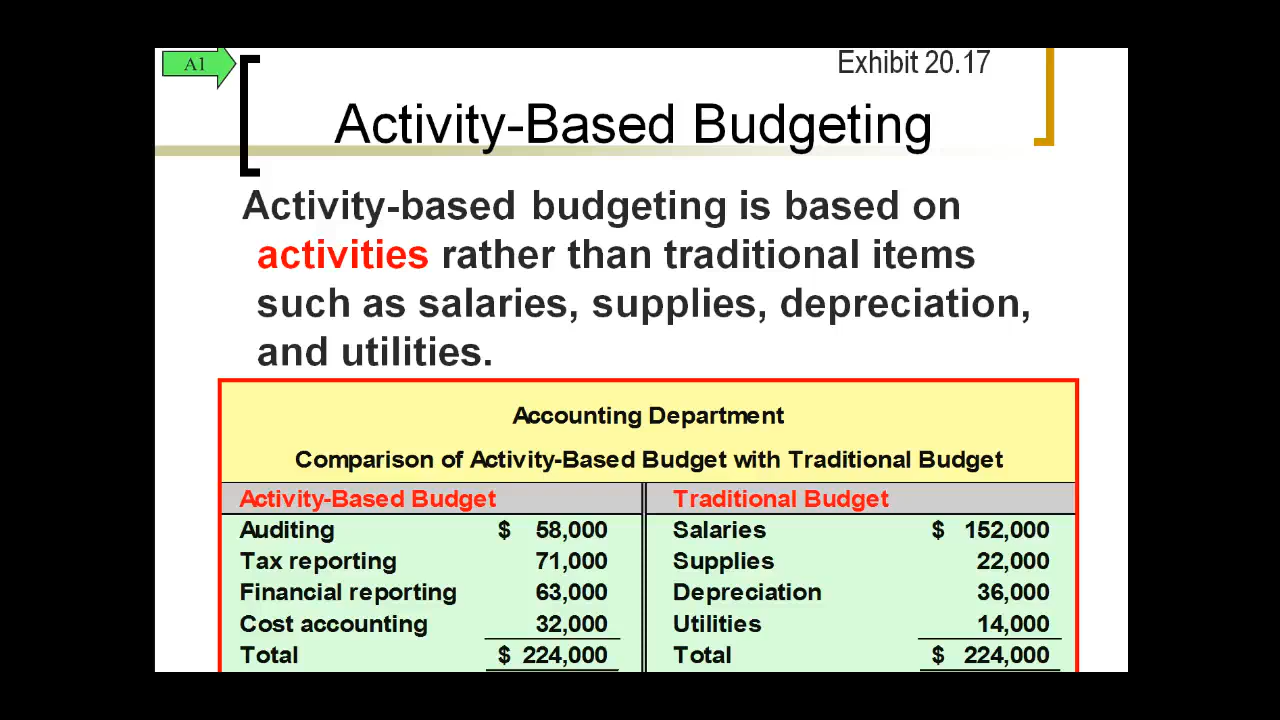 A1
Exhibit 20.17
Activity-Based Budgeting
Activity-based budgeting is based on
activities rather than traditional items
such as salaries, supplies, depreciation,
and utilities.
Accounting Department
Comparison of Activity-Based Budget with Traditional Budget
Activity-Based Budget Traditional Budget
Auditing $ 58,000 Salaries $ 152,000
Tax reporting 71,000 Supplies 22,000
Financial reporting 63,000 Depreciation 36,000
Cost accounting 32,000 Utilities 14,000
Total $ 224,000 Total $ 224,000